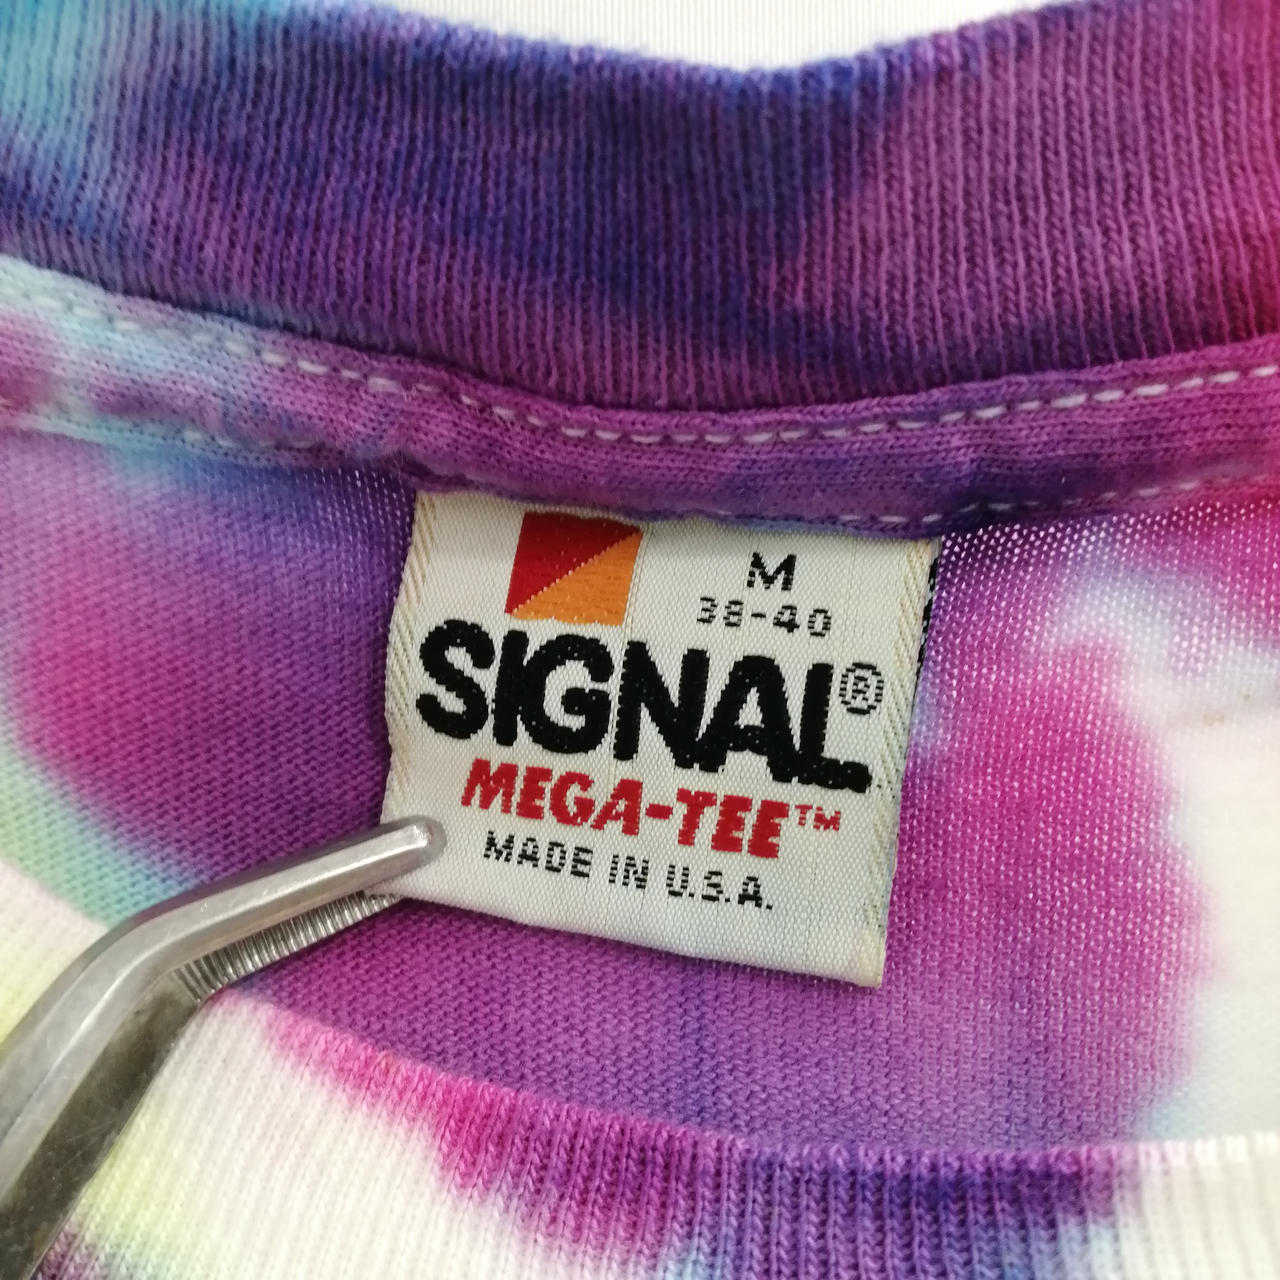 M
38-40
SIGNAL®
MEGA-TEE™
MADE IN U.S.A.